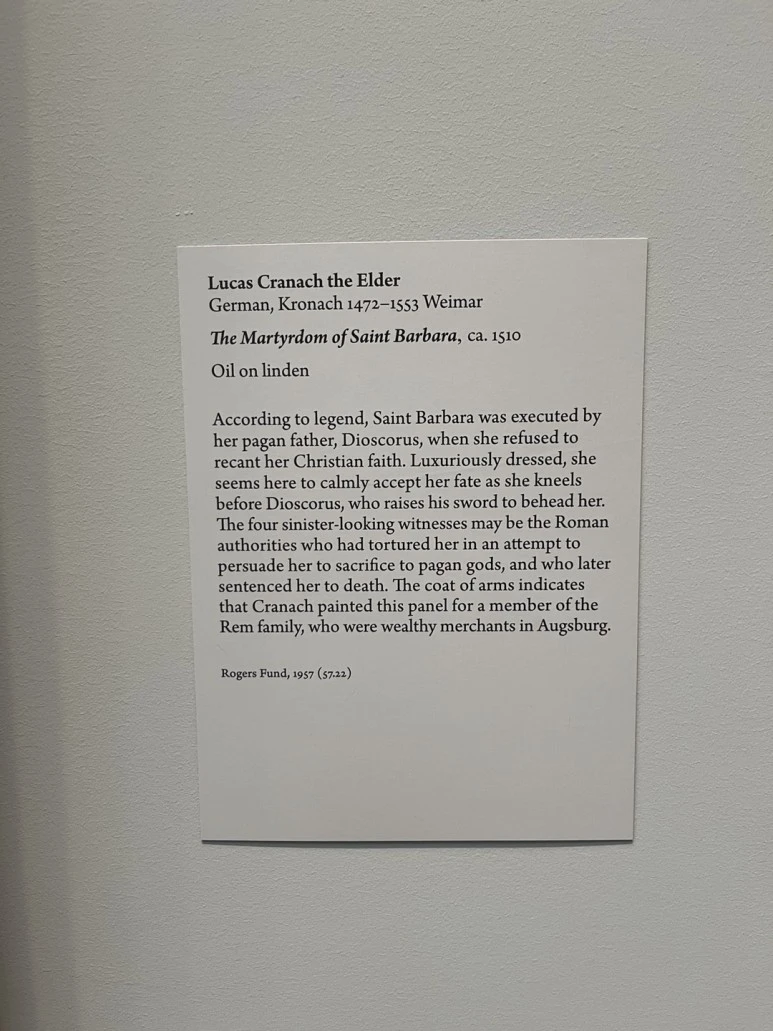 Lucas Cranach the Elder
German, Kronach 1472–1553 Weimar
The Martyrdom of Saint Barbara, ca. 1510
Oil on linden
According to legend, Saint Barbara was executed by
her pagan father, Dioscorus, when she refused to
recant her Christian faith. Luxuriously dressed, she
seems here to calmly accept her fate as she kneels
before Dioscorus, who raises his sword to behead her.
The four sinister-looking witnesses may be the Roman
authorities who had tortured her in an attempt to
persuade her to sacrifice to pagan gods, and who later
sentenced her to death. The coat of arms indicates
that Cranach painted this panel for a member of the
Rem family, who were wealthy merchants in Augsburg.
Rogers Fund, 1957 (57.22)